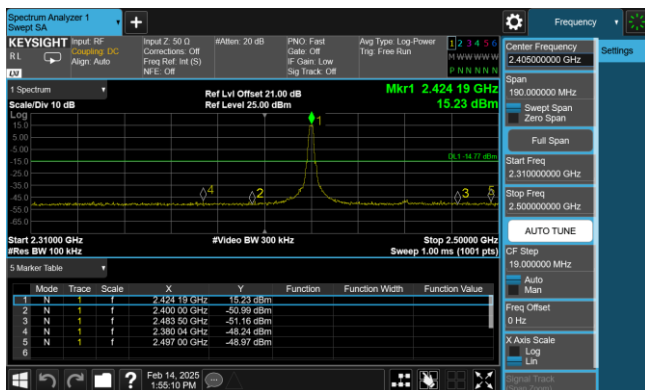 Spectrum Analyzer 1
Swept SA
Frequency
KEYSIGHT
R L
LXI
Input: RF
Coupling: DC
Align: Auto
Input Z: 50 Ω
Corrections: Off
Freq Ref: Int (S)
NFE: Off
#Atten: 20 dB
PNO: Fast
Gate: Off
IF Gain: Low
Sig Track: Off
Avg Type: Log-Power
Trig: Free Run
1 2 3 4 5 6
M W W W W W
P N N N N N
1 Spectrum
Scale/Div 10 dB
Ref Lvl Offset 21.00 dB
Ref Level 25.00 dBm
Mkr1 2.424 19 GHz
15.23 dBm
Log
15.0
5.00
-5.00
-15.0
-25.0
-35.0
-45.0
-55.0
-65.0
1
DL1 -14.77 dBm
4
2
3
5
Start 2.31000 GHz
#Res BW 100 kHz
#Video BW 300 kHz
Stop 2.50000 GHz
Sweep 1.00 ms (1001 pts)
5 Marker Table
Mode Trace Scale X Y Function Function Width Function Value
1 N 1 f 2.424 19 GHz 15.23 dBm
2 N 1 f 2.400 00 GHz -50.99 dBm
3 N 1 f 2.483 50 GHz -51.16 dBm
4 N 1 f 2.380 04 GHz -48.24 dBm
5 N 1 f 2.497 00 GHz -48.97 dBm
6
Feb 14, 2025
1:55:10 PM
Center Frequency
2.405000000 GHz
Settings
Span
190.000000 MHz
Swept Span
Zero Span
Full Span
Start Freq
2.310000000 GHz
Stop Freq
2.500000000 GHz
AUTO TUNE
CF Step
19.000000 MHz
Auto
Man
Freq Offset
0 Hz
X Axis Scale
Log
Lin
Signal Track
(Span Zoom)